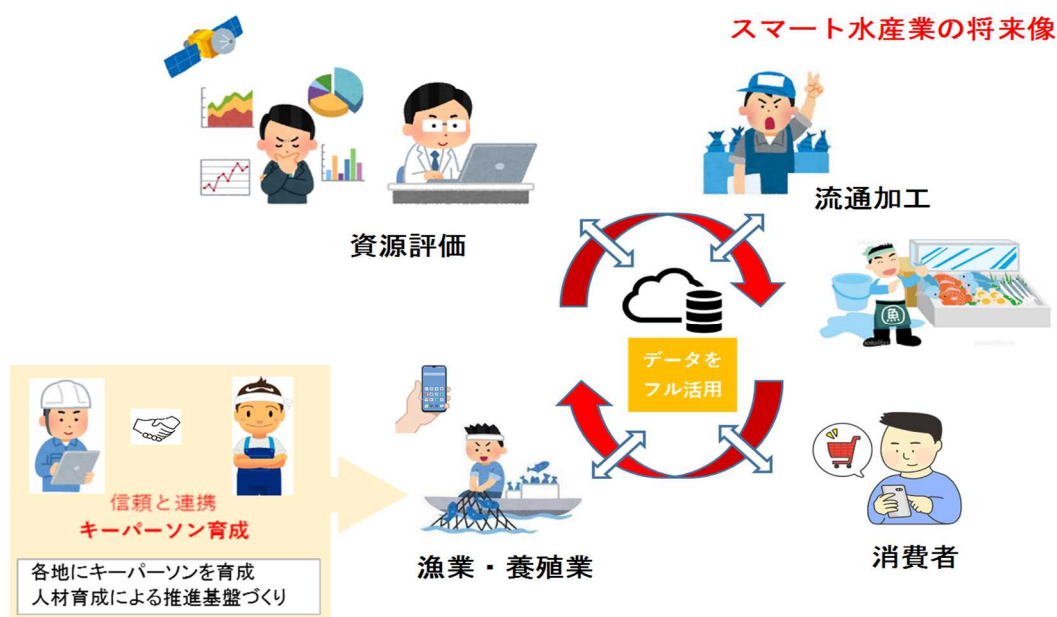 スマート水産業の将来像
流通加工
資源評価
魚
データを
フル活用
信頼と連携
キーパーソン育成
各地にキーパーソンを育成
人材育成による推進基盤づくり
漁業・養殖業
消費者